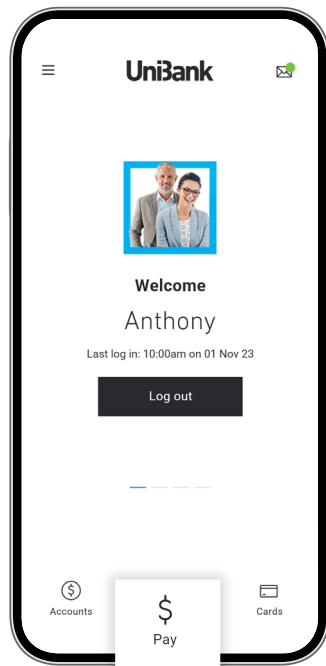 UniBank
Welcome
Anthony
Last log in: 10:00am on 01 Nov 23
Log out
Accounts
$
Pay
Cards